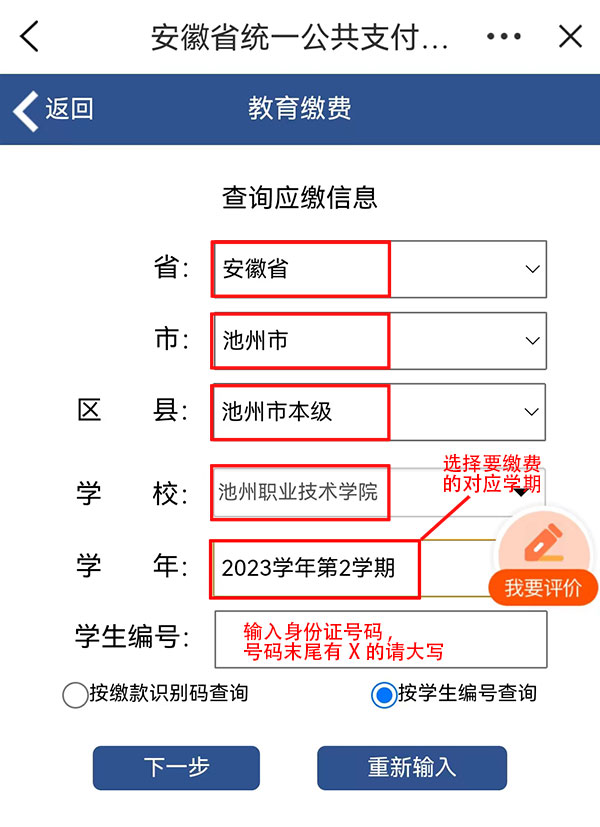 安徽省统一公共支付...
返回 教育缴费
查询应缴信息
省： 安徽省
市： 池州市
区 县： 池州市本级
选择要缴费
的对应学期
学 校： 池州职业技术学院
学 年： 2023学年第2学期
我要评价
学生编号： 输入身份证号码，
号码末尾有 X 的请大写
按缴款识别码查询 按学生编号查询
下一步 重新输入